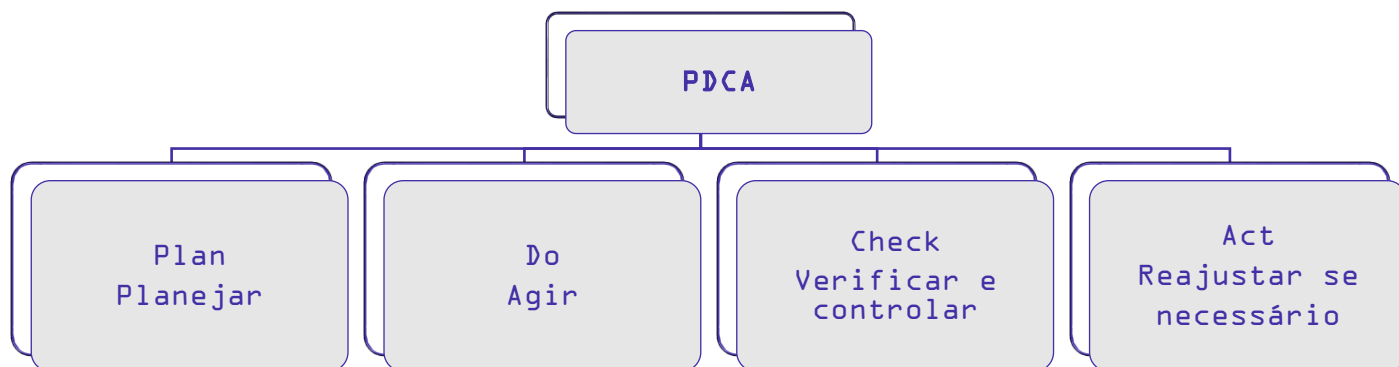 PDCA
Plan
Planejar
Do
Agir
Check
Verificar e
controlar
Act
Reajustar se
necessário